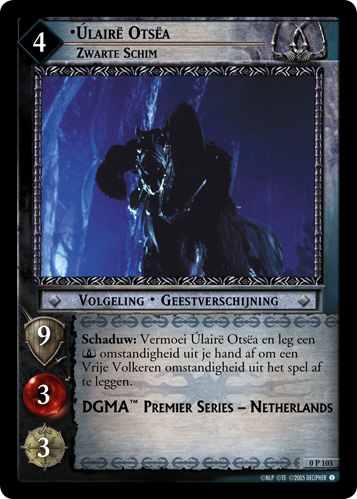 4
•Úlairë Otsëa
Zwarte Schim
Volgeling • Geestverschijning
9
3
3
Schaduw: Vermoei Úlairë Otsëa en leg een
omstandigheid uit je hand af om een
Vrije Volkeren omstandigheid uit het spel af
te leggen.
DGMA™ Premier Series – Netherlands
0 P 103
©NLP ©TE ©2005 DECIPHER